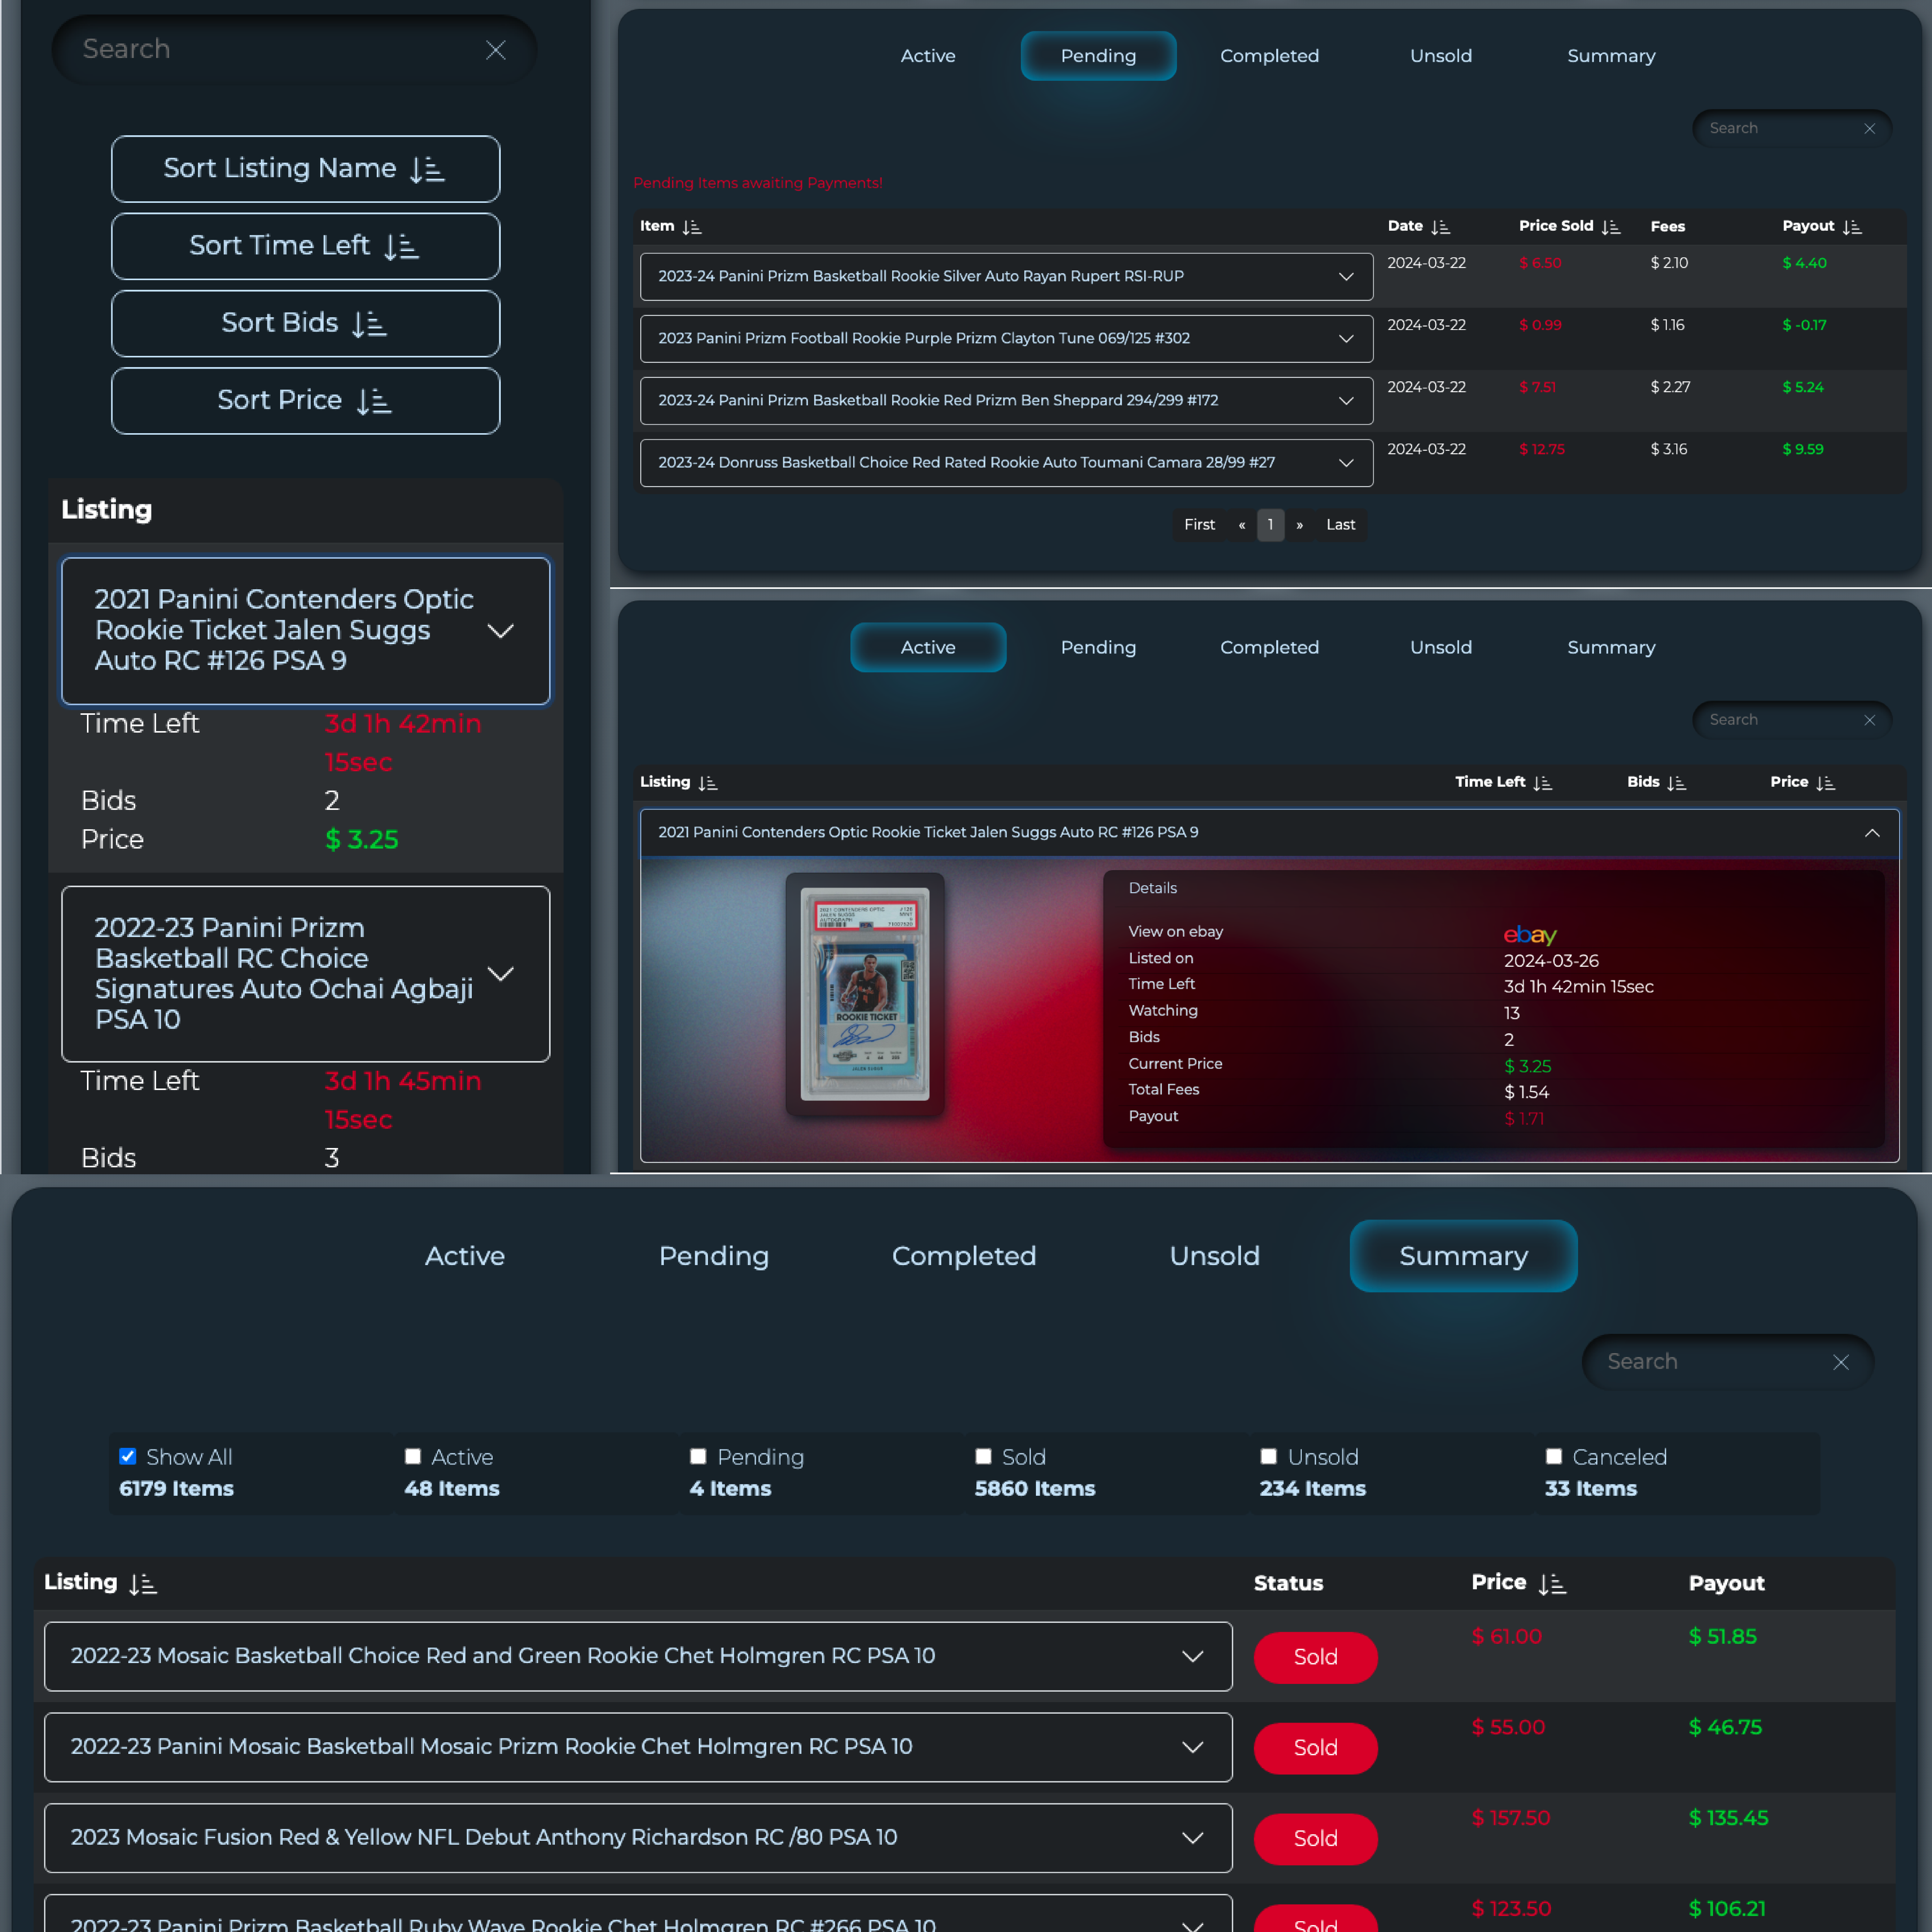 Search
Sort Listing Name
Sort Time Left
Sort Bids
Sort Price
Listing
2021 Panini Contenders Optic
Rookie Ticket Jalen Suggs
Auto RC #126 PSA 9
Time Left 3d 1h 42min
15sec
Bids 2
Price $ 3.25
2022-23 Panini Prizm
Basketball RC Choice
Signatures Auto Ochai Agbaji
PSA 10
Time Left 3d 1h 45min
15sec
Bids 3
Active Pending Completed Unsold Summary
Search
Pending Items awaiting Payments!
Item Date Price Sold Fees Payout
2023-24 Panini Prizm Basketball Rookie Silver Auto Rayan Rupert RSI-RUP 2024-03-22 $ 6.50 $ 2.10 $ 4.40
2023 Panini Prizm Football Rookie Purple Prizm Clayton Tune 069/125 #302 2024-03-22 $ 0.99 $ 1.16 $ -0.17
2023-24 Panini Prizm Basketball Rookie Red Prizm Ben Sheppard 294/299 #172 2024-03-22 $ 7.51 $ 2.27 $ 5.24
2023-24 Donruss Basketball Choice Red Rated Rookie Auto Toumani Camara 28/99 #27 2024-03-22 $ 12.75 $ 3.16 $ 9.59
First « 1 » Last
Active Pending Completed Unsold Summary
Search
Listing Time Left Bids Price
2021 Panini Contenders Optic Rookie Ticket Jalen Suggs Auto RC #126 PSA 9
2021 CONTENDERS OPTIC #126
JALEN SUGGS MINT
AUTOGRAPH 9
ROOKIE TICKET
JALEN SUGGS
Details
View on ebay ebay
Listed on 2024-03-26
Time Left 3d 1h 42min 15sec
Watching 13
Bids 2
Current Price $ 3.25
Total Fees $ 1.54
Payout $ 1.71
Active Pending Completed Unsold Summary
Search
Show All Active Pending Sold Unsold Canceled
6179 Items 48 Items 4 Items 5860 Items 234 Items 33 Items
Listing Status Price Payout
2022-23 Mosaic Basketball Choice Red and Green Rookie Chet Holmgren RC PSA 10 Sold $ 61.00 $ 51.85
2022-23 Panini Mosaic Basketball Mosaic Prizm Rookie Chet Holmgren RC PSA 10 Sold $ 55.00 $ 46.75
2023 Mosaic Fusion Red & Yellow NFL Debut Anthony Richardson RC /80 PSA 10 Sold $ 157.50 $ 135.45
2022-23 Panini Prizm Basketball Ruby Wave Rookie Chet Holmgren RC #266 PSA 10 Sold $ 123.50 $ 106.21